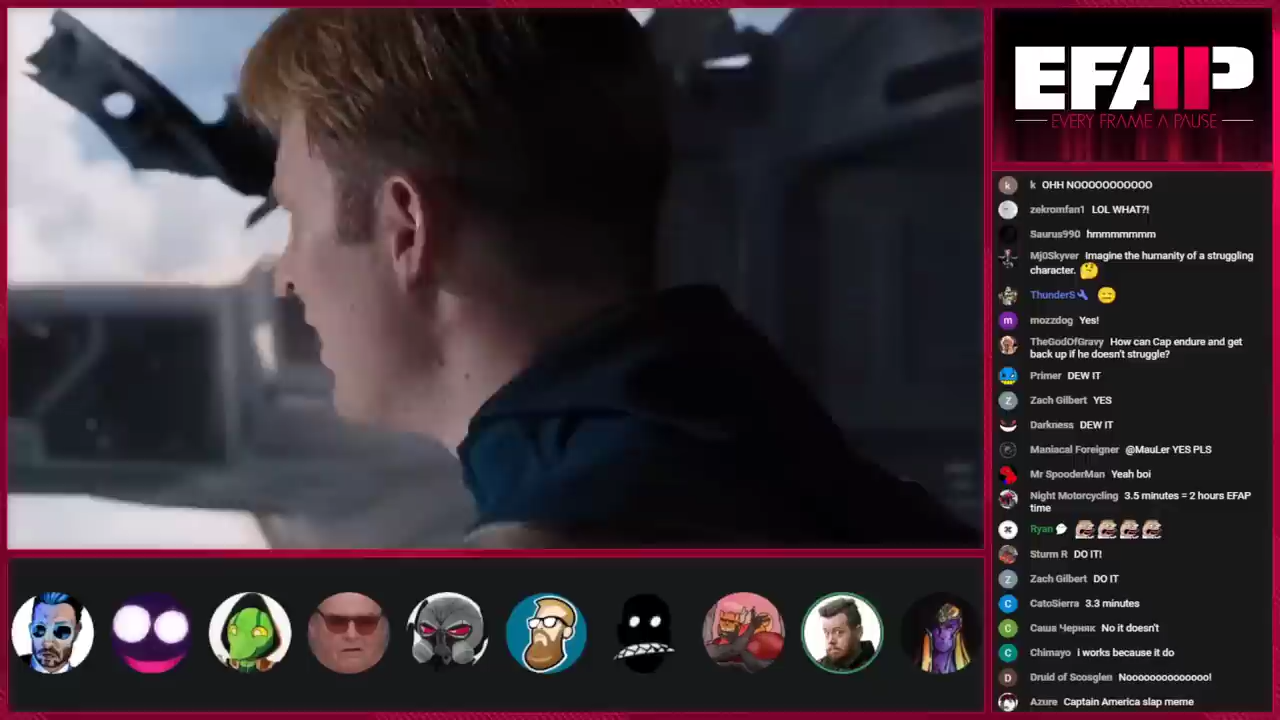 EFAP
EVERY FRAME A PAUSE
k OHH NOOOOOOOOOOO
zekromfan1 LOL WHAT?!
Saurus990 hmmmmmmm
Mj0Skyver Imagine the humanity of a struggling
character.
ThunderS
mozzdog Yes!
TheGodOfGravy How can Cap endure and get
back up if he doesn't struggle?
Primer DEW IT
Zach Gilbert YES
Darkness DEW IT
Maniacal Foreigner @MauLer YES PLS
Mr SpooderMan Yeah boi
Night Motorcycling 3.5 minutes = 2 hours EFAP
time
Ryan
Sturm R DO IT!
Zach Gilbert DO IT
CatoSierra 3.3 minutes
Саша Черняк No it doesn't
Chimayo i works because it do
Druid of Scosglen Nooooooooooooo!
Azure Captain America slap meme